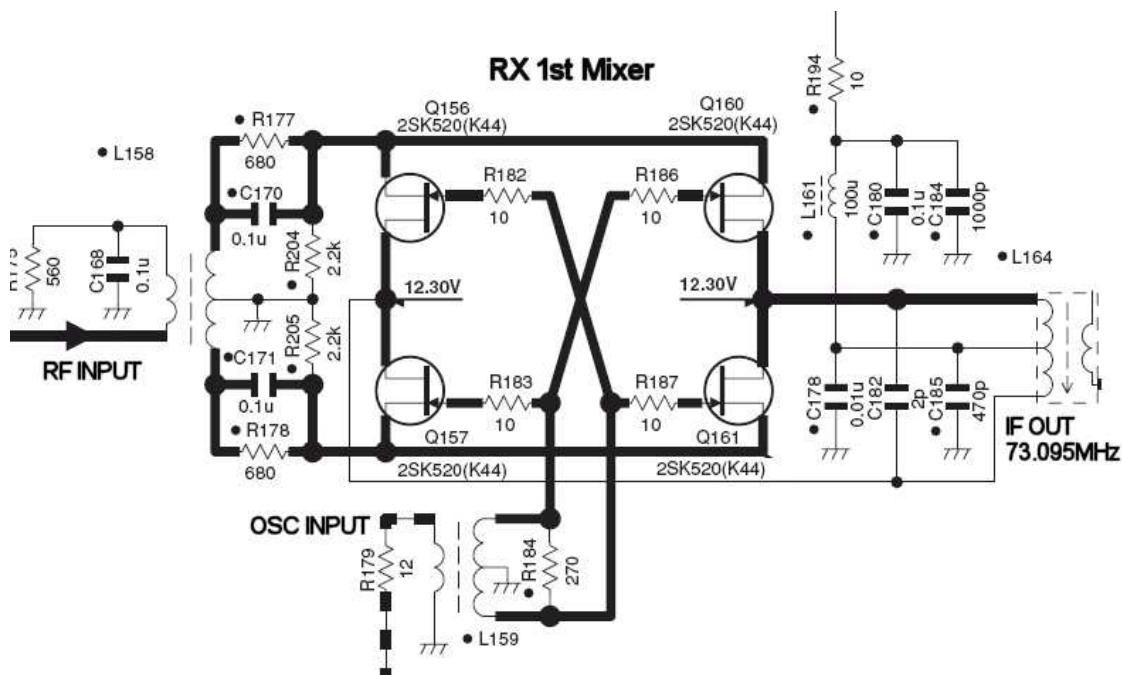 RX 1st Mixer
R194
10
Q156
2SK520(K44)
Q160
2SK520(K44)
R177
680
L158
C170
0.1u
R182
10
R186
10
L161
100u
C180
0.1u
C184
1000p
R204
2.2k
560
C168
0.1u
L164
12.30V
12.30V
RF INPUT
R205
2.2k
C171
0.1u
R183
10
R187
10
R178
680
Q157
2SK520(K44)
Q161
2SK520(K44)
C178
0.01u
C182
2p
C185
470p
IF OUT
73.095MHz
OSC INPUT
R179
12
R184
270
L159